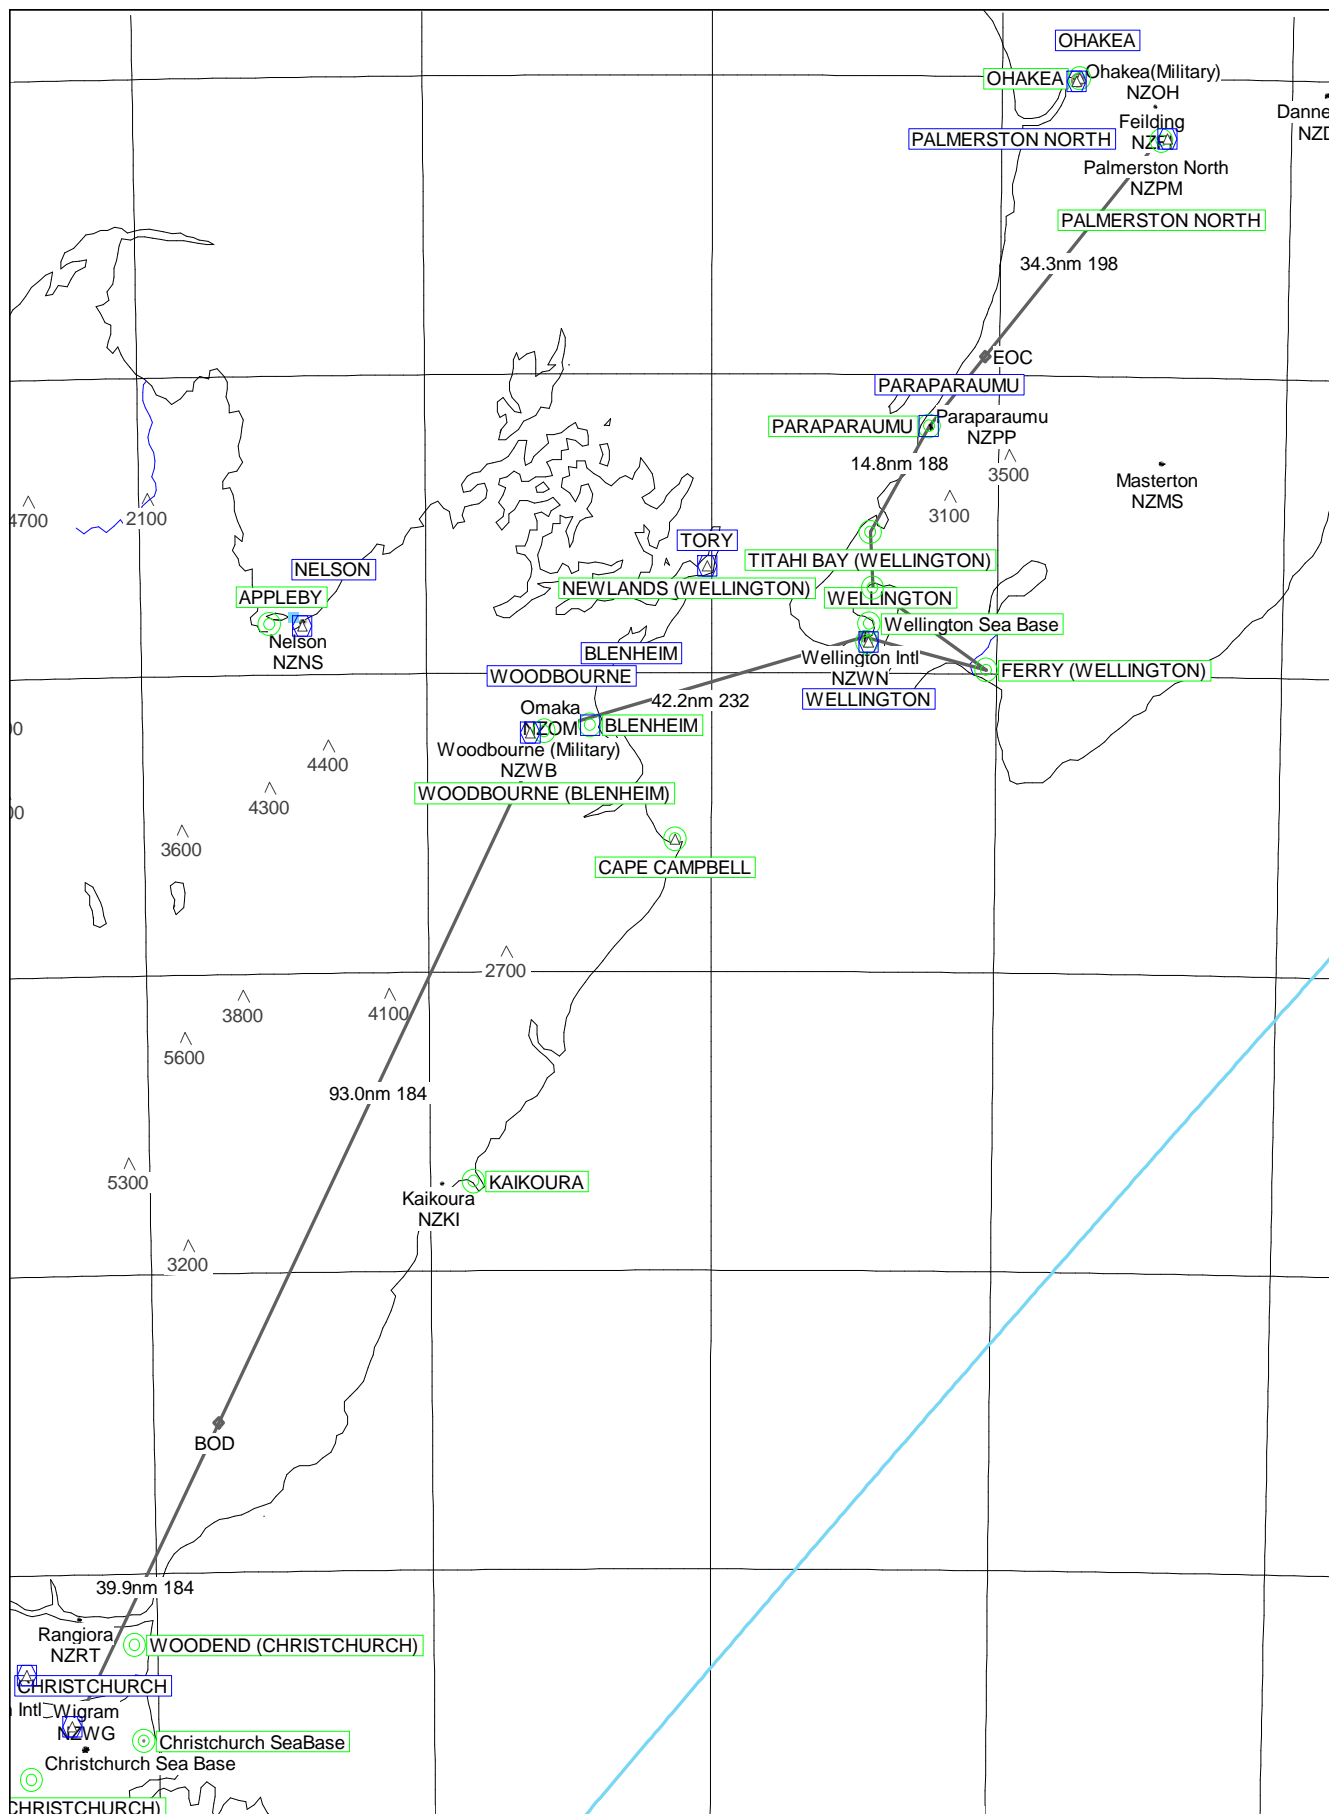 OHAKEA
OHAKEA
Ohakea(Military)
NZOH
Feilding
PALMERSTON NORTH
Palmerston North
NZPM
PALMERSTON NORTH
34.3nm 198
EOC
PARAPARAUMU
PARAPARAUMU
Paraparaumu
NZPP
14.8nm 188
3500
Masterton
NZMS
3100
4700
2100
TORY
TITAHI BAY (WELLINGTON)
NELSON
NEWLANDS (WELLINGTON)
APPLEBY
WELLINGTON
Wellington Sea Base
Nelson
NZNS
BLENHEIM
Wellington Intl
NZWN
FERRY (WELLINGTON)
WOODBOURNE
WELLINGTON
42.2nm 232
Omaka
NZOM
BLENHEIM
Woodbourne (Military)
NZWB
4400
WOODBOURNE (BLENHEIM)
4300
3600
CAPE CAMPBELL
2700
4100
3800
5600
93.0nm 184
5300
KAIKOURA
Kaikoura
NZKI
3200
BOD
39.9nm 184
Rangiora
NZRT
WOODEND (CHRISTCHURCH)
CHRISTCHURCH
Intl
Wigram
NZWG
Christchurch SeaBase
Christchurch Sea Base
CHRISTCHURCH)